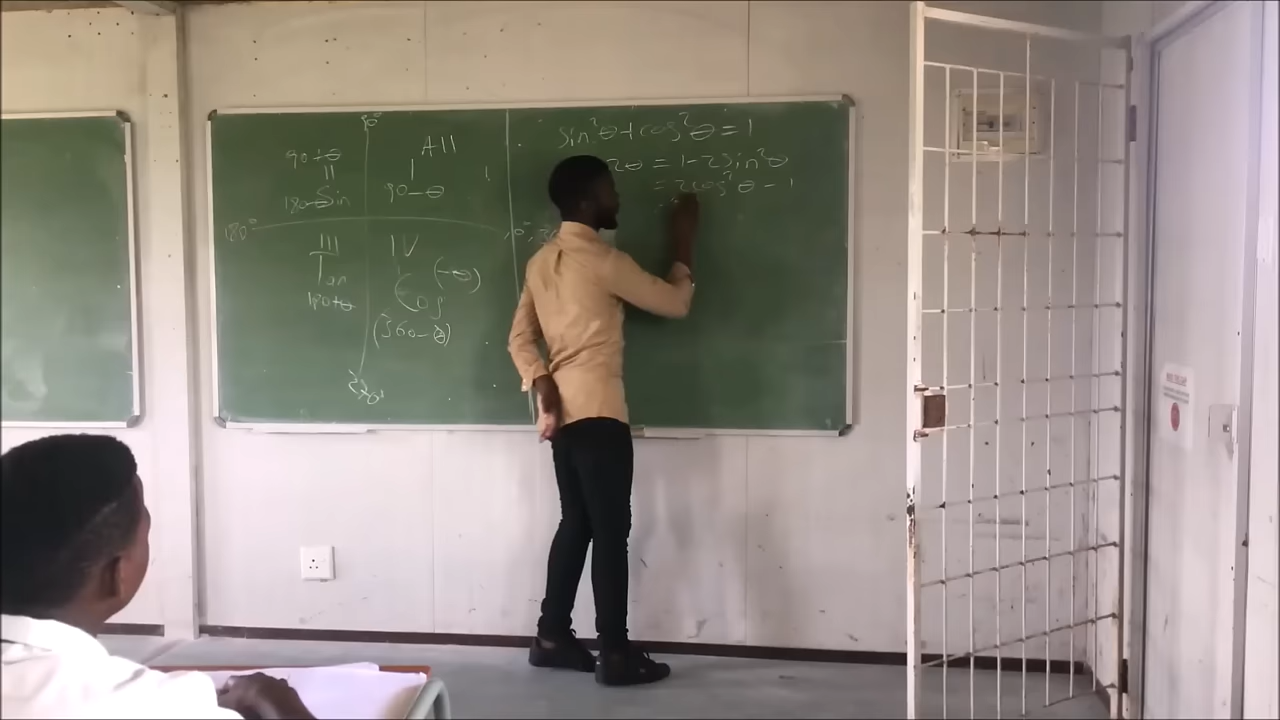 90°
90+θ
All
II
I
180-θ Sin
90-θ
180°
III
IV
Tan
(-θ)
Cos
180+θ
(360-θ)
270°
sin²θ+cos²θ=1
2θ = 1-2sin²θ
= 2cos²θ-1